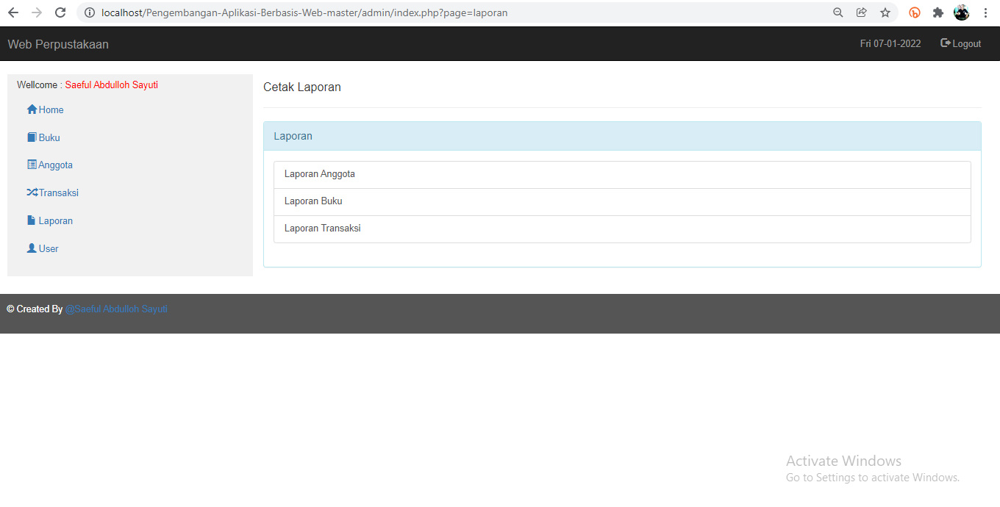 localhost/Pengembangan-Aplikasi-Berbasis-Web-master/admin/index.php?page=laporan
Web Perpustakaan
Fri 07-01-2022
Logout
Wellcome : Saeful Abdulloh Sayuti
Home
Buku
Anggota
Transaksi
Laporan
User
Cetak Laporan
Laporan
Laporan Anggota
Laporan Buku
Laporan Transaksi
© Created By @Saeful Abdulloh Sayuti
Activate Windows
Go to Settings to activate Windows.